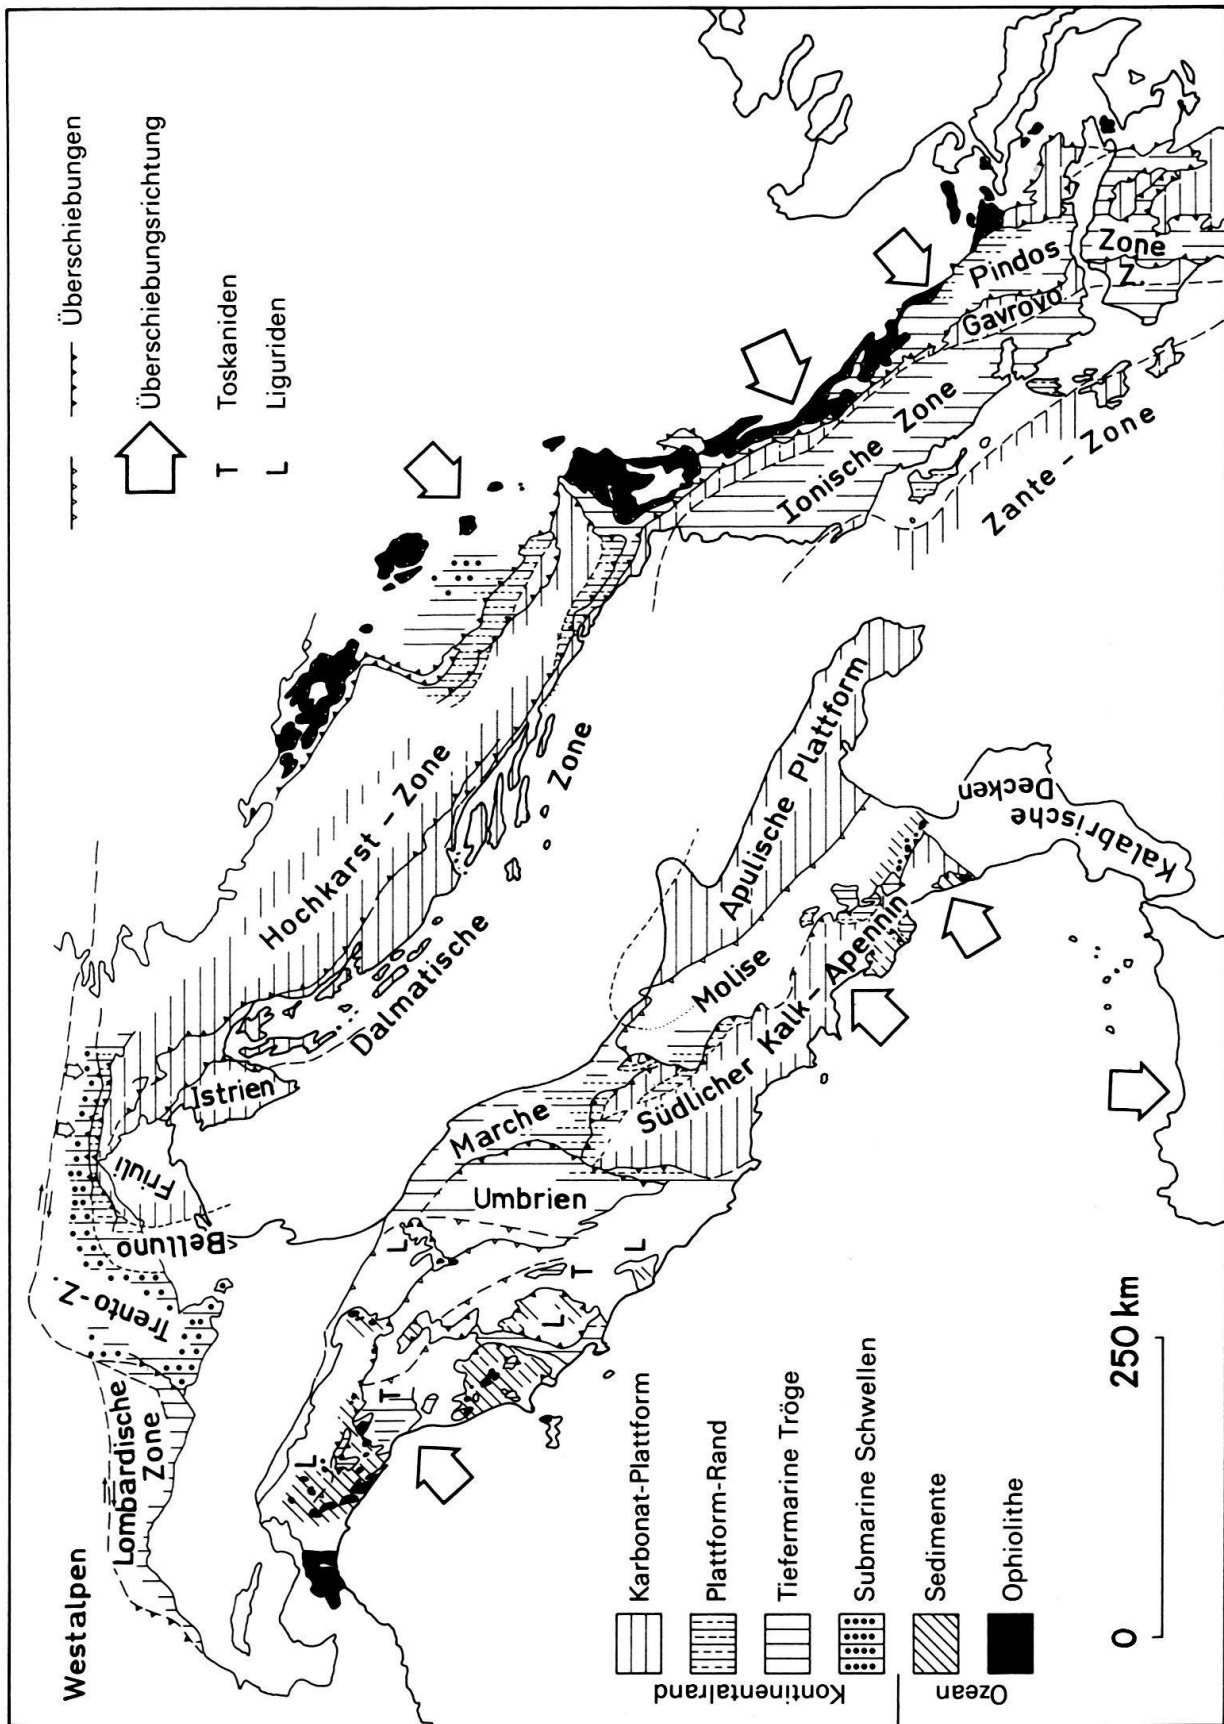 Westalpen
Überschiebungen
Überschiebungsrichtung
T Toskaniden
L Liguriden
Lombardische
Zone
Trento-Z.
Belluno
Friuli
Istrien
Hochkarst-Zone
Dalmatische
Zone
Umbrien
Marche
Molise
Südlicher Kalk-Apennin
Apulische Plattform
Kalabrische
Decken
Ionische Zone
Zante-Zone
Gavrovo
Z.
Pindos
Zone
L
T
L
L
T
L
Kontinentalrand
Karbonat-Plattform
Plattform-Rand
Tiefermarine Tröge
Submarine Schwellen
Ozean
Sedimente
Ophiolithe
0 250 km